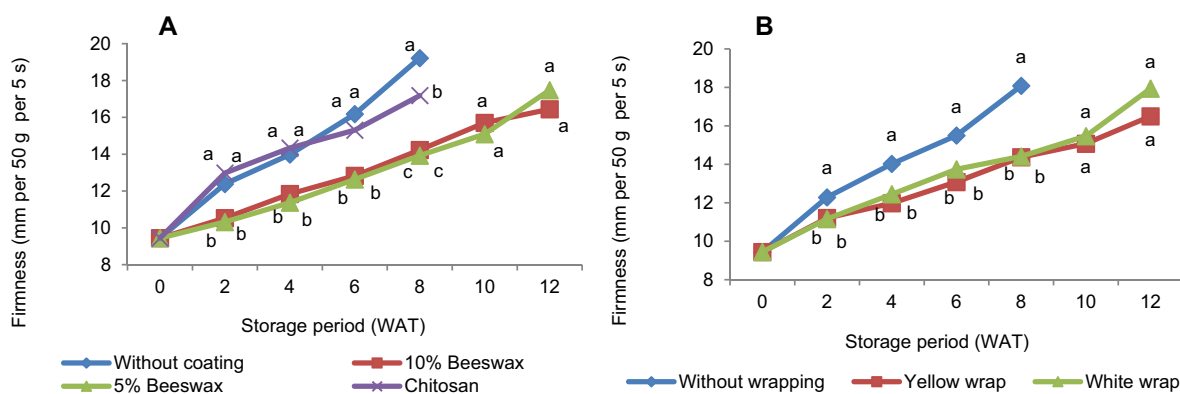 A
Firmness (mm per 50 g per 5 s)
20
18
16
14
12
10
8
a
a
a
a
a
a
a
a
b
a
a
a
a
b
b
b
b
b
b
c
c
0 2 4 6 8 10 12
Storage period (WAT)
Without coating
10% Beeswax
5% Beeswax
Chitosan
B
Firmness (mm per 50 g per 5 s)
20
18
16
14
12
10
8
a
a
a
a
a
a
a
a
b
b
b
b
b
b
b
b
0 2 4 6 8 10 12
Storage period (WAT)
Without wrapping
Yellow wrap
White wrap